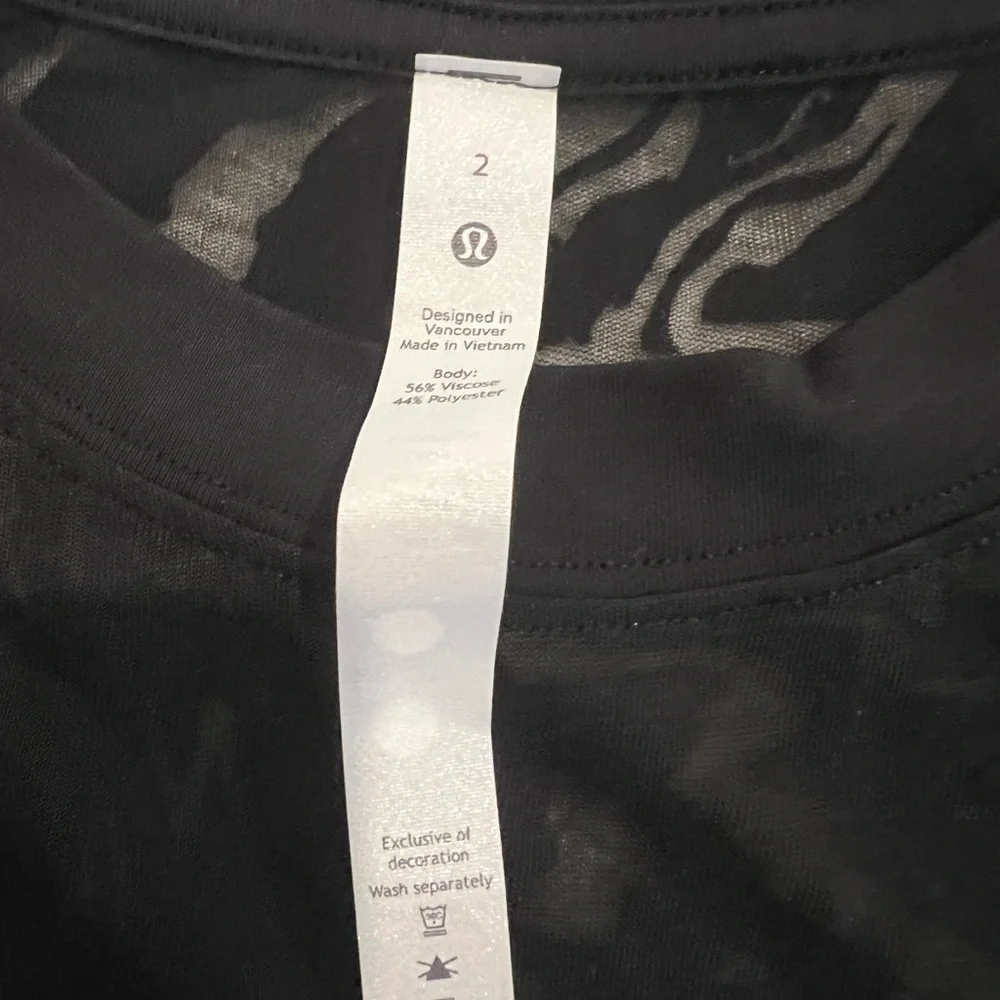 2
Designed in
Vancouver
Made in Vietnam
Body:
56% Viscose
44% Polyester
Exclusive of
decoration
Wash separately